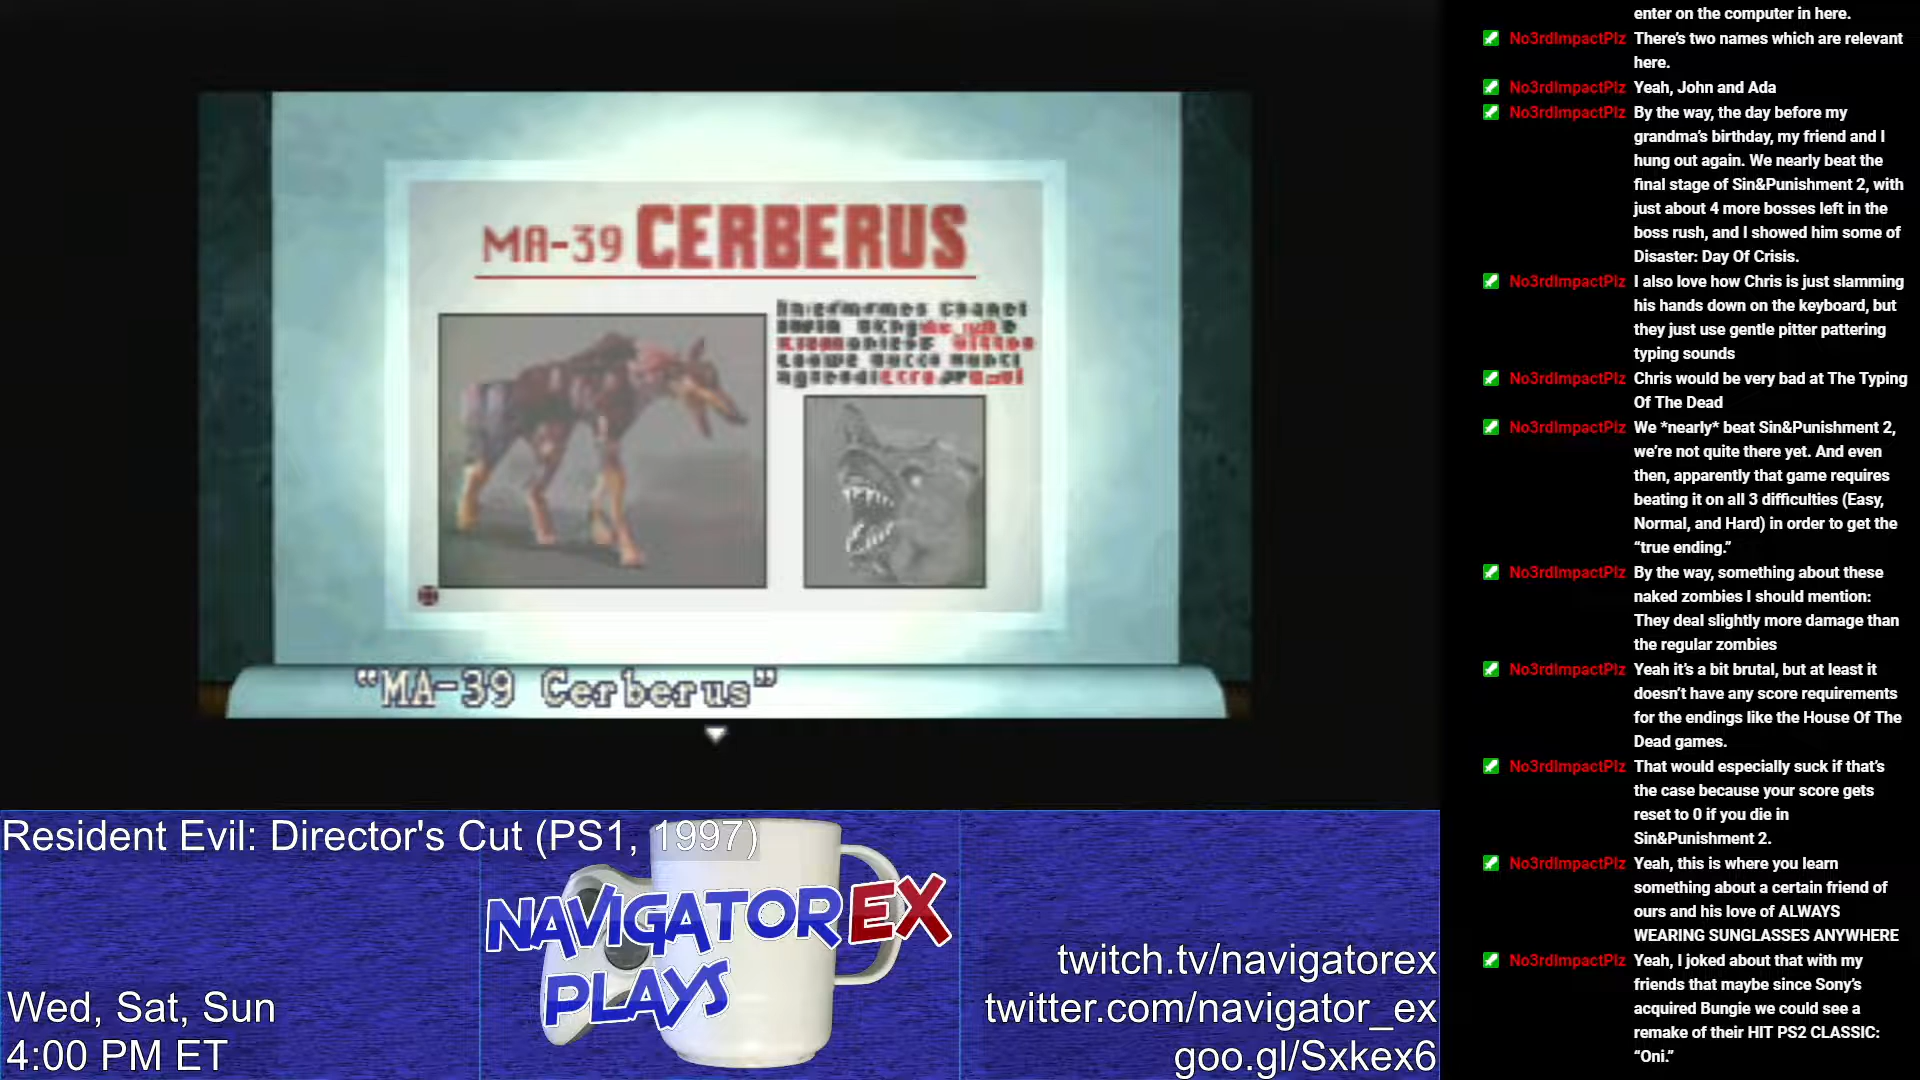 MA-39 CERBERUS
"MA-39 Cerberus"
Resident Evil: Director's Cut (PS1, 1997)
NAVIGATOR EX
PLAYS
Wed, Sat, Sun
4:00 PM ET
twitch.tv/navigatorex
twitter.com/navigator_ex
goo.gl/Sxkex6
enter on the computer in here.
No3rdImpactPlz There's two names which are relevant
here.
No3rdImpactPlz Yeah, John and Ada
No3rdImpactPlz By the way, the day before my
grandma's birthday, my friend and I
hung out again. We nearly beat the
final stage of Sin&Punishment 2, with
just about 4 more bosses left in the
boss rush, and I showed him some of
Disaster: Day Of Crisis.
No3rdImpactPlz I also love how Chris is just slamming
his hands down on the keyboard, but
they just use gentle pitter pattering
typing sounds
No3rdImpactPlz Chris would be very bad at The Typing
Of The Dead
No3rdImpactPlz We *nearly* beat Sin&Punishment 2,
we're not quite there yet. And even
then, apparently that game requires
beating it on all 3 difficulties (Easy,
Normal, and Hard) in order to get the
“true ending.”
No3rdImpactPlz By the way, something about these
naked zombies I should mention:
They deal slightly more damage than
the regular zombies
No3rdImpactPlz Yeah it's a bit brutal, but at least it
doesn't have any score requirements
for the endings like the House Of The
Dead games.
No3rdImpactPlz That would especially suck if that's
the case because your score gets
reset to 0 if you die in
Sin&Punishment 2.
No3rdImpactPlz Yeah, this is where you learn
something about a certain friend of
ours and his love of ALWAYS
WEARING SUNGLASSES ANYWHERE
No3rdImpactPlz Yeah, I joked about that with my
friends that maybe since Sony's
acquired Bungie we could see a
remake of their HIT PS2 CLASSIC:
“Oni.”